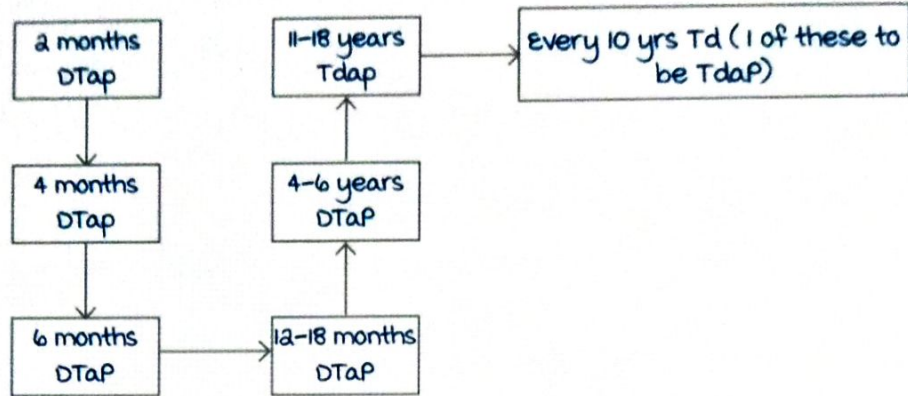 2 months
DTap
4 months
DTap
6 months
DTaP
12-18 months
DTaP
4-6 years
DTaP
11-18 years
Tdap
Every 10 yrs Td (1 of these to
be TdaP)